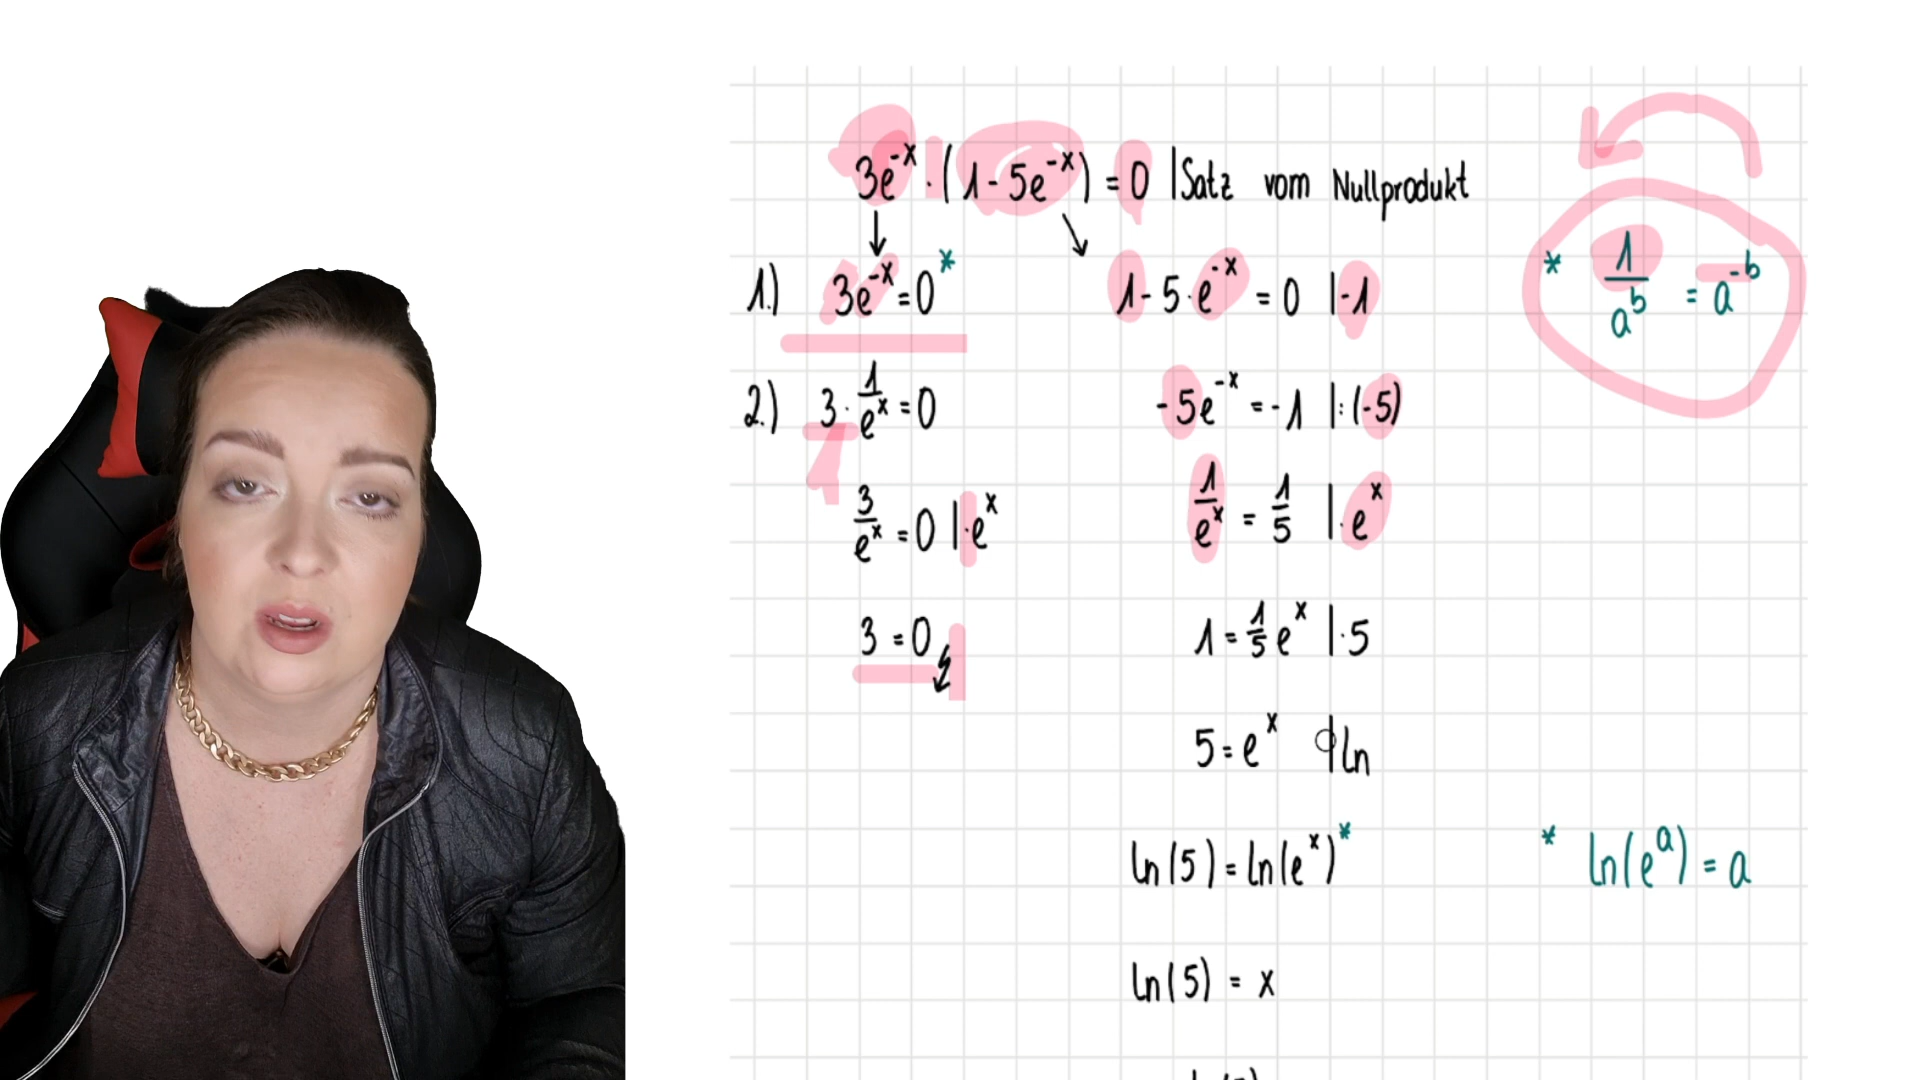 3e^-x · (1 - 5e^-x) = 0 | Satz vom Nullprodukt
↓ ↘
1.) 3e^-x = 0 *
2.) 3 · 1/e^x = 0
3/e^x = 0 | · e^x
3 = 0 ↯
1 - 5 · e^-x = 0 | -1
-5e^-x = -1 | : (-5)
1/e^x = 1/5 | · e^x
1 = 1/5 e^x | · 5
5 = e^x | ln
ln(5) = ln(e^x) *
ln(5) = x
* 1/a^b = a^-b
* ln(e^a) = a